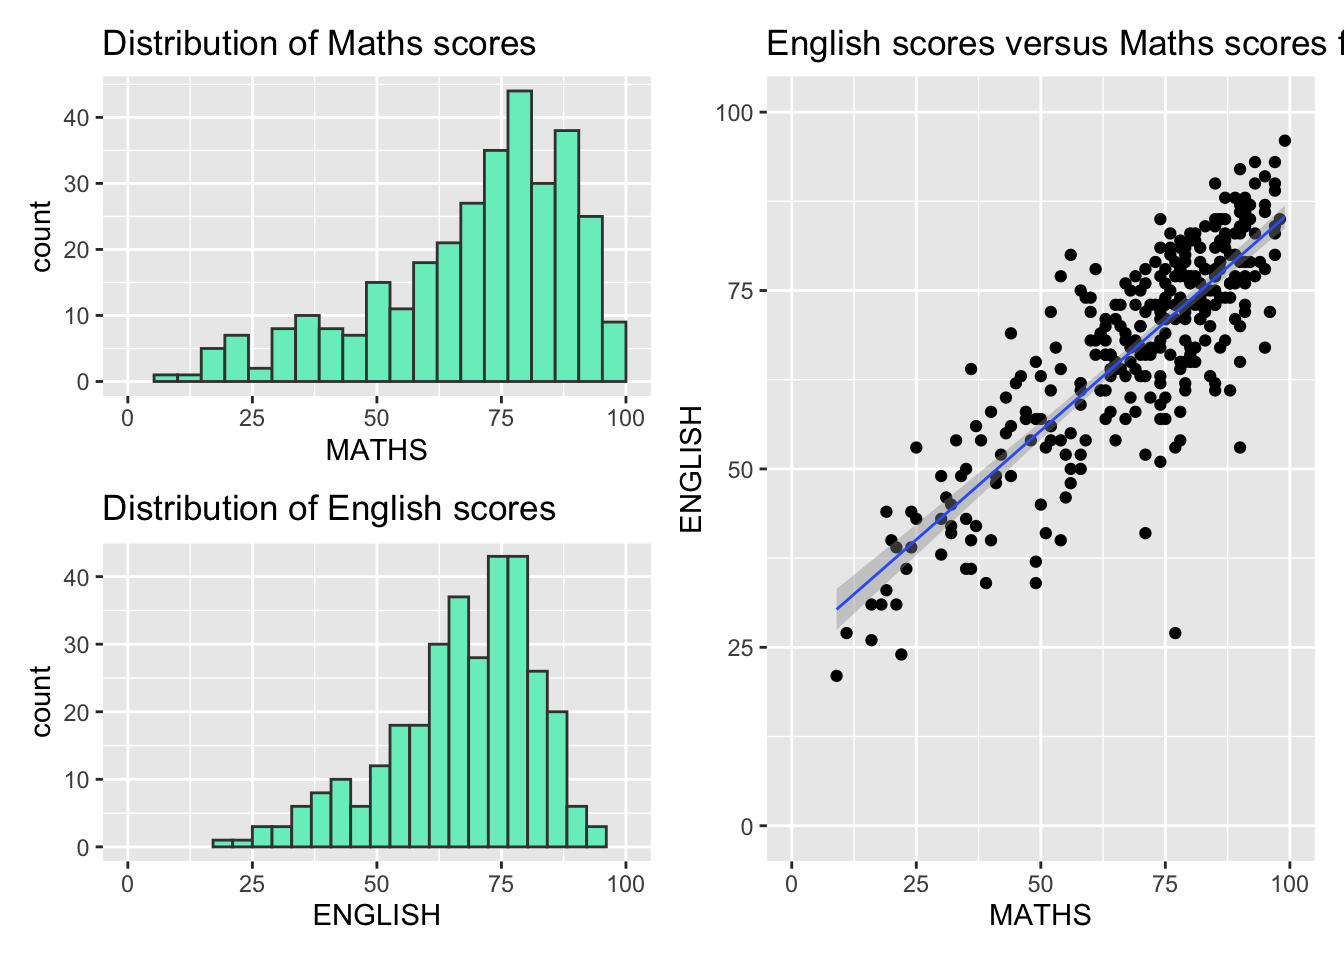 Distribution of Maths scores
count
40
30
20
10
0
0 25 50 75 100
MATHS
Distribution of English scores
count
40
30
20
10
0
0 25 50 75 100
ENGLISH
English scores versus Maths scores f
ENGLISH
100
75
50
25
0
0 25 50 75 100
MATHS